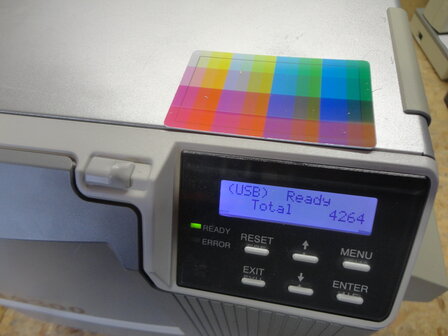 (USB) Ready
Total 4264
READY
ERROR
RESET
MENU
EXIT
ENTER